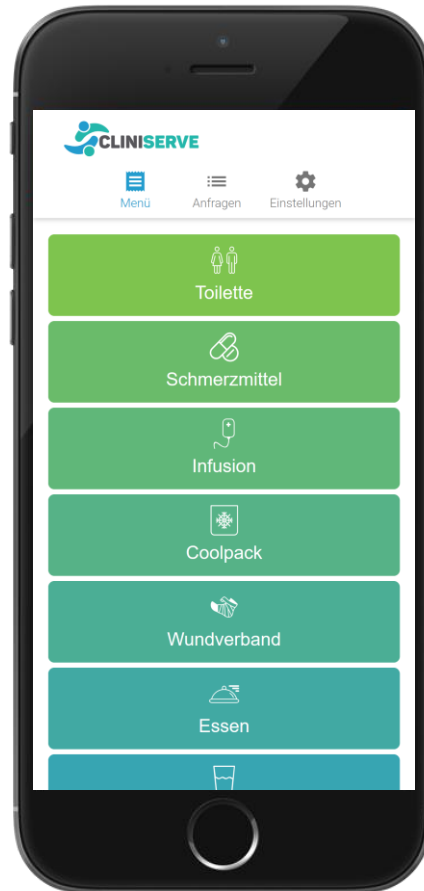 CLINISERVE
Menü Anfragen Einstellungen
Toilette
Schmerzmittel
Infusion
Coolpack
Wundverband
Essen